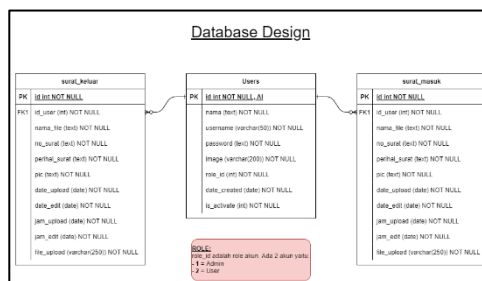 Database Design
surat_keluar
PK id int NOT NULL
FK1 id_user (int) NOT NULL
nama_file (text) NOT NULL
no_surat (text) NOT NULL
perihal_surat (text) NOT NULL
pic (text) NOT NULL
date_upload (date) NOT NULL
date_edit (date) NOT NULL
jam_upload (date) NOT NULL
jam_edit (date) NOT NULL
file_upload (varchar(250)) NOT NULL
Users
PK id int NOT NULL, AI
nama (text) NOT NULL
username (varchar(50)) NOT NULL
password (text) NOT NULL
image (varchar(200)) NOT NULL
role_id (int) NOT NULL
date_created (date) NOT NULL
is_activate (int) NOT NULL
surat_masuk
PK id int NOT NULL
FK1 id_user (int) NOT NULL
nama_file (text) NOT NULL
no_surat (text) NOT NULL
perihal_surat (text) NOT NULL
pic (text) NOT NULL
date_upload (date) NOT NULL
date_edit (date) NOT NULL
jam_upload (date) NOT NULL
jam_edit (date) NOT NULL
file_upload (varchar(250)) NOT NULL
ROLE:
role_id adalah role akun. Ada 2 akun yaitu
- 1 = Admin
- 2 = User